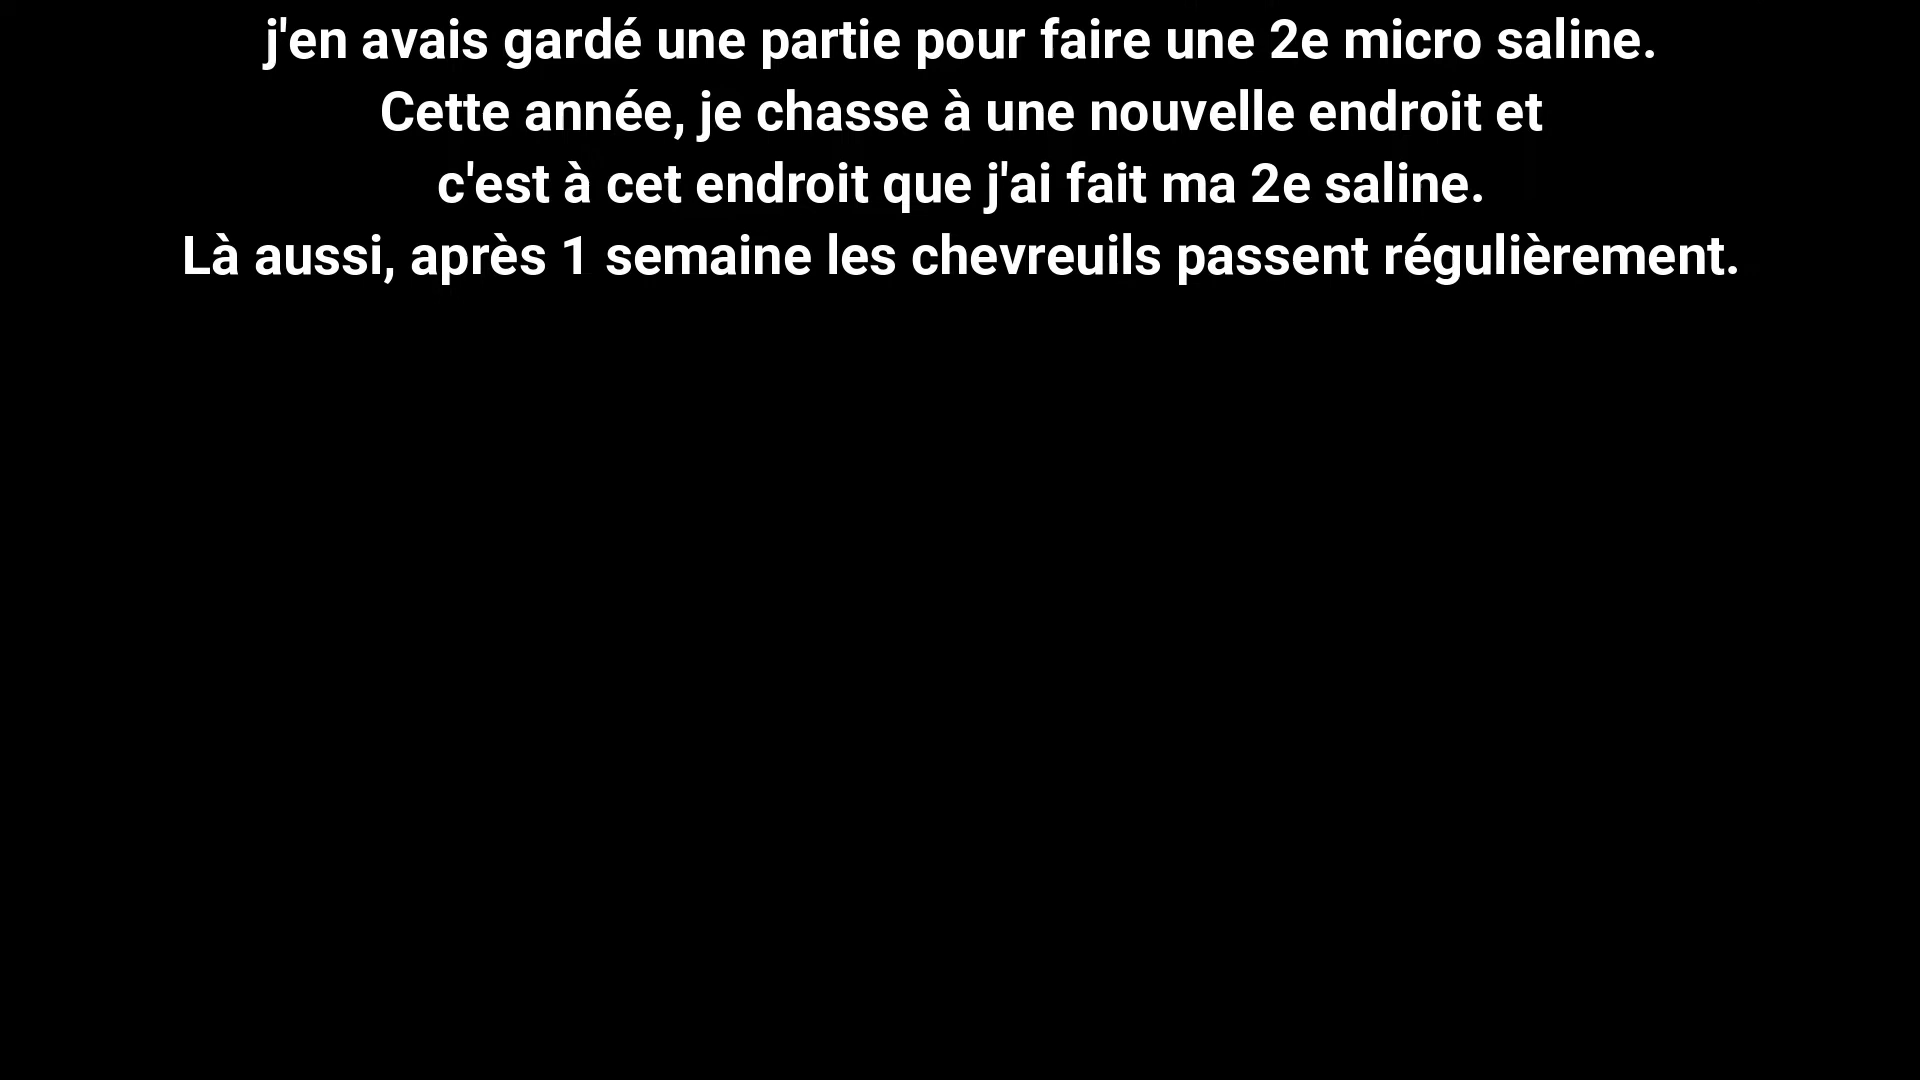 j'en avais gardé une partie pour faire une 2e micro saline.
Cette année, je chasse à une nouvelle endroit et
c'est à cet endroit que j'ai fait ma 2e saline.
Là aussi, après 1 semaine les chevreuils passent régulièrement.